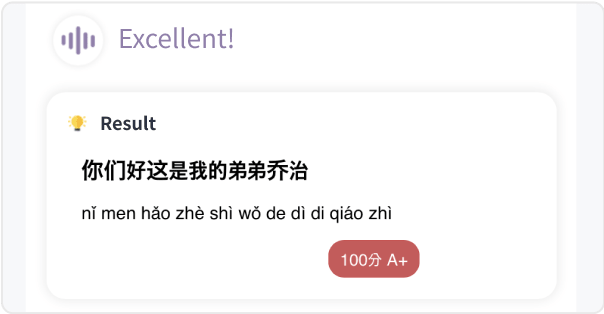 Excellent!
Result
你们好这是我的弟弟乔治
nǐ men hǎo zhè shì wǒ de dì di qiáo zhì
100分 A+